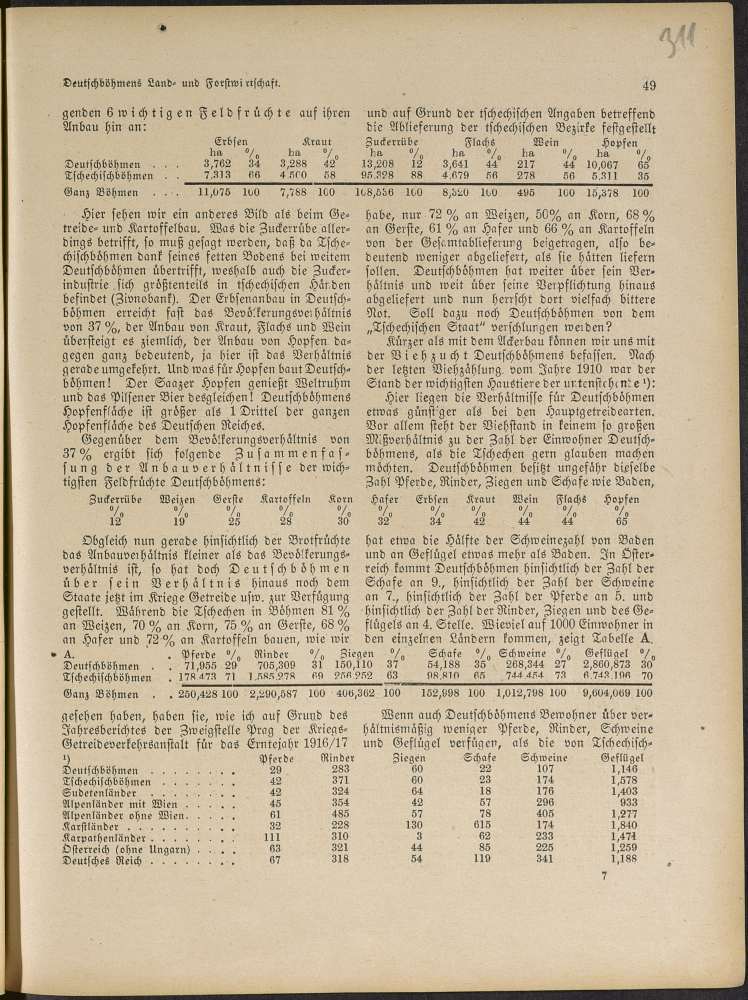 311
Deutschböhmens Land- und Forstwirtschaft. 49
genden 6 wichtigen Feldfrüchte auf ihren
Anbau hin an:
und auf Grund der tschechischen Angaben betreffend
die Ablieferung der tschechischen Bezirke festgestellt
Erbsen Kraut Zuckerrübe Flachs Wein Hopfen
ha % ha % ha % ha % ha % ha %
Deutschböhmen . . . 3,762 34 3,288 42 13,208 12 3,641 44 217 44 10,067 65
Tschechischböhmen . . 7,313 66 4.500 58 95.328 88 4,679 56 278 56 5.311 35
Ganz Böhmen . . . 11,075 100 7,788 100 108,536 100 8,320 100 495 100 15,378 100
Hier sehen wir ein anderes Bild als beim Ge-
treide- und Kartoffelbau. Was die Zuckerrübe aller-
dings betrifft, so muß gesagt werden, daß da Tsche-
chischböhmen dank seines fetten Bodens bei weitem
Deutschböhmen übertrifft, weshalb auch die Zucker-
industrie sich größtenteils in tschechischen Händen
befindet (Zivnobank). Der Erbsenanbau in Deutsch-
böhmen erreicht fast das Bevölkerungsverhältnis
von 37 %, der Anbau von Kraut, Flachs und Wein
übersteigt es ziemlich, der Anbau von Hopfen da-
gegen ganz bedeutend, ja hier ist das Verhältnis
gerade umgekehrt. Und was für Hopfen baut Deutsch-
böhmen! Der Saazer Hopfen genießt Weltruhm
und das Pilsener Bier desgleichen! Deutschböhmens
Hopfenfläche ist größer als 1 Drittel der ganzen
Hopfenfläche des Deutschen Reiches.
Gegenüber dem Bevölkerungsverhältnis von
37 % ergibt sich folgende Zusammenfas-
sung der Anbauverhältnisse der wich-
tigsten Feldfrüchte Deutschböhmens:
habe, nur 72 % an Weizen, 50% an Korn, 68 %
an Gerste, 61 % an Hafer und 66 % an Kartoffeln
von der Gesamtablieferung beigetragen, also be-
deutend weniger abgeliefert, als sie hätten liefern
sollen. Deutschböhmen hat weiter über sein Ver-
hältnis und weit über seine Verpflichtung hinaus
abgeliefert und nun herrscht dort vielfach bittere
Not. Soll dazu noch Deutschböhmen von dem
„Tschechischen Staat“ verschlungen werden?
Kürzer als mit dem Ackerbau können wir uns mit
der Viehzucht Deutschböhmens befassen. Nach
der letzten Viehzählung vom Jahre 1910 war der
Stand der wichtigsten Haustiere der untenstehende ¹):
Hier liegen die Verhältnisse für Deutschböhmen
etwas günstiger als bei den Hauptgetreidearten.
Vor allem steht der Viehstand in keinem so großen
Mißverhältnis zu der Zahl der Einwohner Deutsch-
böhmens, als die Tschechen gern glauben machen
möchten. Deutschböhmen besitzt ungefähr dieselbe
Zahl Pferde, Rinder, Ziegen und Schafe wie Baden,
Zuckerrübe Weizen Gerste Kartoffeln Korn Hafer Erbsen Kraut Wein Flachs Hopfen
% % % % % % % % % % %
12 19 25 28 30 32 34 42 44 44 65
Obgleich nun gerade hinsichtlich der Brotfrüchte
das Anbauverhältnis kleiner als das Bevölkerungs-
verhältnis ist, so hat doch Deutschböhmen
über sein Verhältnis hinaus noch dem
Staate jetzt im Kriege Getreide usw. zur Verfügung
gestellt. Während die Tschechen in Böhmen 81 %
an Weizen, 70 % an Korn, 75 % an Gerste, 68 %
an Hafer und 72 % an Kartoffeln bauen, wie wir
hat etwa die Hälfte der Schweinezahl von Baden
und an Geflügel etwas mehr als Baden. In Öster-
reich kommt Deutschböhmen hinsichtlich der Zahl der
Schafe an 9., hinsichtlich der Zahl der Schweine
an 7., hinsichtlich der Zahl der Pferde an 5. und
hinsichtlich der Zahl der Rinder, Ziegen und des Ge-
flügels an 4. Stelle. Wieviel auf 1000 Einwohner in
den einzelnen Ländern kommen, zeigt Tabelle A.
A. Pferde % Rinder % Ziegen % Schafe % Schweine % Geflügel %
Deutschböhmen . . 71,955 29 705,309 31 150,110 37 54,188 35 268,344 27 2,860,873 30
Tschechischböhmen . 178.473 71 1.585.278 69 256.252 63 98.810 65 744.454 73 6.743.196 70
Ganz Böhmen . . 250,428 100 2,290,587 100 406,362 100 152,998 100 1,012,798 100 9,604,069 100
gesehen haben, haben sie, wie ich auf Grund des
Jahresberichtes der Zweigstelle Prag der Kriegs-
Getreideverkehrsanstalt für das Erntejahr 1916/17
Wenn auch Deutschböhmens Bewohner über ver-
hältnismäßig weniger Pferde, Rinder, Schweine
und Geflügel verfügen, als die von Tschechisch-
¹) Pferde Rinder Ziegen Schafe Schweine Geflügel
Deutschböhmen . . . . . . . . 29 283 60 22 107 1,146
Tschechischböhmen . . . . . . . 42 371 60 23 174 1,578
Sudetenländer . . . . . . . . 42 324 64 18 176 1,403
Alpenländer mit Wien . . . . . 45 354 42 57 296 933
Alpenländer ohne Wien . . . . . 61 485 57 78 405 1,277
Karstländer . . . . . . . . . 32 228 130 615 174 1,840
Karpathenländer . . . . . . . . 111 310 3 62 233 1,471
Österreich (ohne Ungarn) . . . . 63 321 44 85 225 1,259
Deutsches Reich . . . . . . . . 67 318 54 119 341 1,188
7